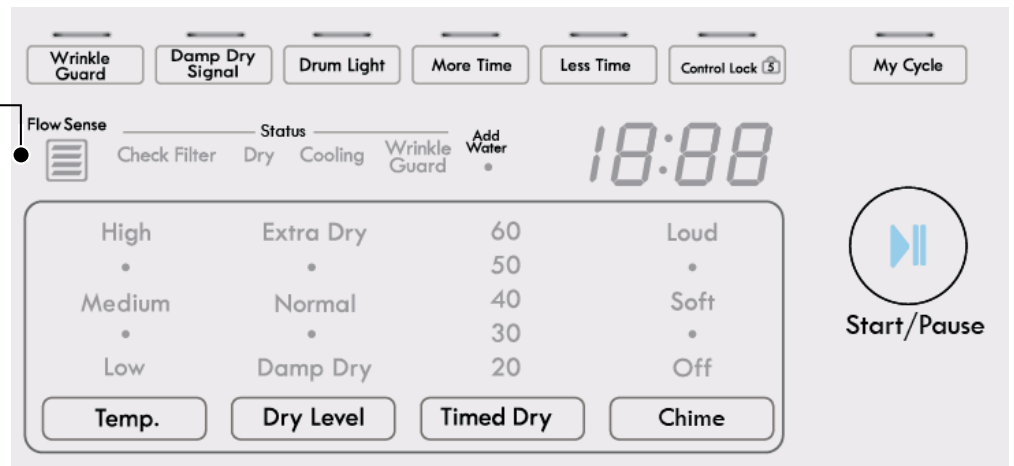 Wrinkle Guard
Damp Dry Signal
Drum Light
More Time
Less Time
Control Lock 5
My Cycle
Flow Sense
Status
Check Filter
Dry
Cooling
Wrinkle Guard
Add Water
18:88
High
Medium
Low
Temp.
Extra Dry
Normal
Damp Dry
Dry Level
60
50
40
30
20
Timed Dry
Loud
Soft
Off
Chime
Start/Pause